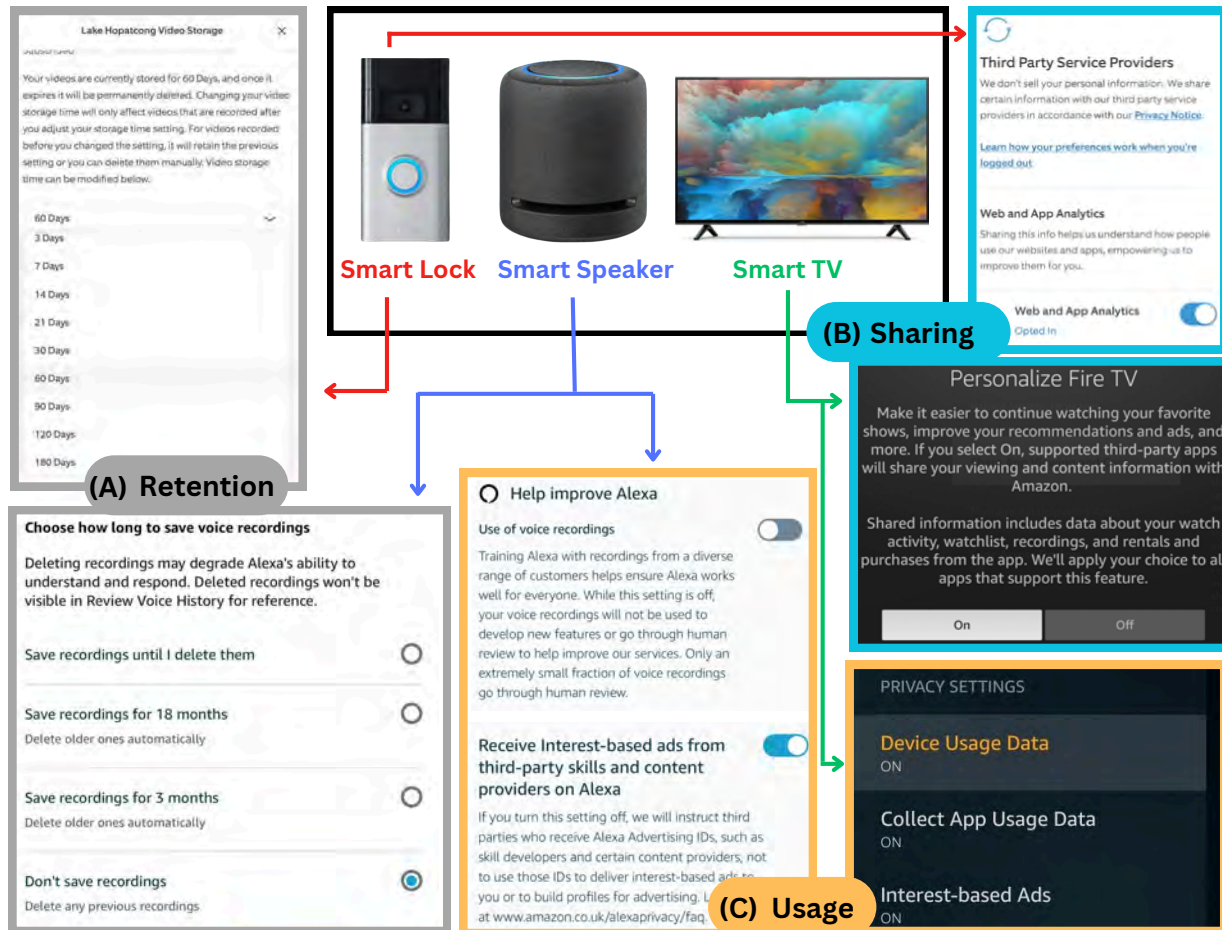 Lake Hopatcong Video Storage
Your videos are currently stored for 60 Days, and once it
expires it will be permanently deleted. Changing your video
storage time will only affect videos that are recorded after
you adjust your storage time setting. For videos recorded
before you changed the setting, it will retain the previous
setting or you can delete them manually. Video storage
time can be modified below.
60 Days
3 Days
7 Days
14 Days
21 Days
30 Days
60 Days
90 Days
120 Days
180 Days
(A) Retention
Smart Lock
Smart Speaker
Smart TV
Third Party Service Providers
We don't sell your personal information. We share
certain information with our third party service
providers in accordance with our Privacy Notice.
Learn how your preferences work when you're
logged out
Web and App Analytics
Sharing this info helps us understand how people
use our websites and apps, empowering us to
improve them for you.
Web and App Analytics
Opted In
(B) Sharing
Personalize Fire TV
Make it easier to continue watching your favorite
shows, improve your recommendations and ads, and
more. If you select On, supported third-party apps
will share your viewing and content information with
Amazon.
Shared information includes data about your watch
activity, watchlist, recordings, and rentals and
purchases from the app. We'll apply your choice to al
apps that support this feature.
On
Off
Choose how long to save voice recordings
Deleting recordings may degrade Alexa's ability to
understand and respond. Deleted recordings won't be
visible in Review Voice History for reference.
Save recordings until I delete them
Save recordings for 18 months
Delete older ones automatically
Save recordings for 3 months
Delete older ones automatically
Don't save recordings
Delete any previous recordings
Help improve Alexa
Use of voice recordings
Training Alexa with recordings from a diverse
range of customers helps ensure Alexa works
well for everyone. While this setting is off,
your voice recordings will not be used to
develop new features or go through human
review to help improve our services. Only an
extremely small fraction of voice recordings
go through human review.
Receive Interest-based ads from
third-party skills and content
providers on Alexa
If you turn this setting off, we will instruct third
parties who receive Alexa Advertising IDs, such as
skill developers and certain content providers, not
to use those IDs to deliver interest-based ads to
you or to build profiles for advertising. L
at www.amazon.co.uk/alexaprivacy/faq.
(C) Usage
PRIVACY SETTINGS
Device Usage Data
ON
Collect App Usage Data
ON
Interest-based Ads
ON